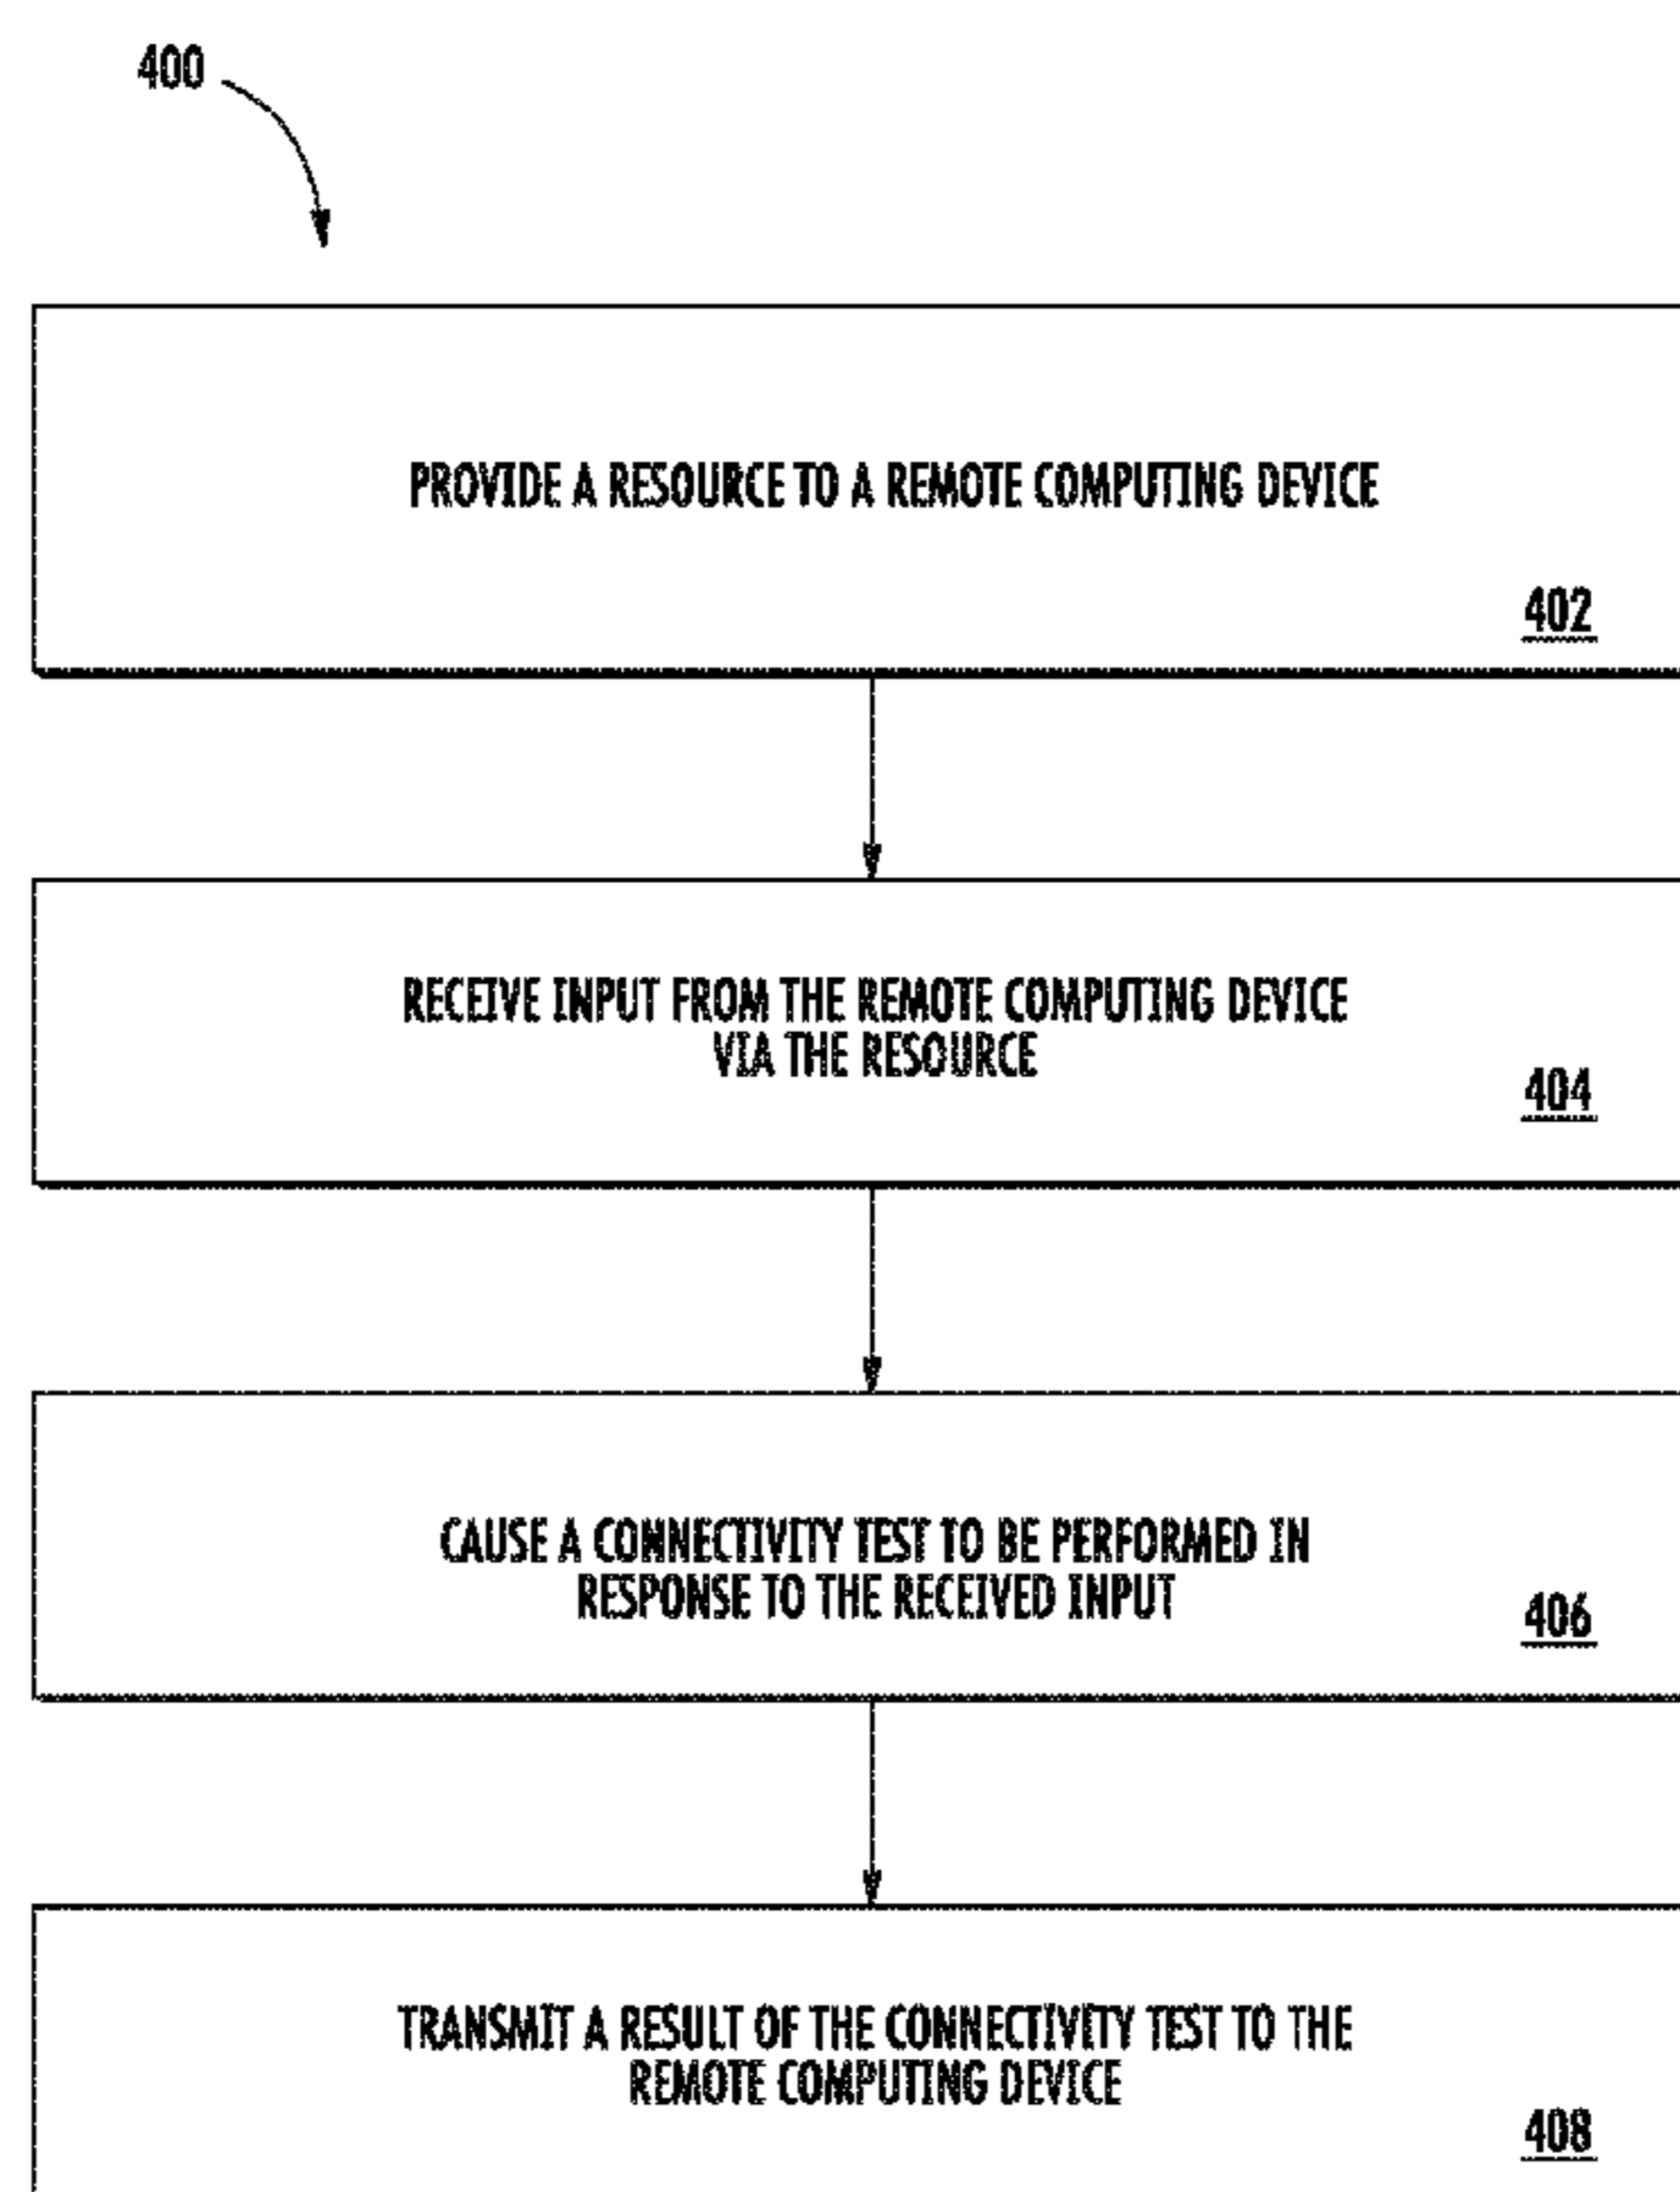 400
PROVIDE A RESOURCE TO A REMOTE COMPUTING DEVICE
402
RECEIVE INPUT FROM THE REMOTE COMPUTING DEVICE
VIA THE RESOURCE
404
CAUSE A CONNECTIVITY TEST TO BE PERFORMED IN
RESPONSE TO THE RECEIVED INPUT
406
TRANSMIT A RESULT OF THE CONNECTIVITY TEST TO THE
REMOTE COMPUTING DEVICE
408